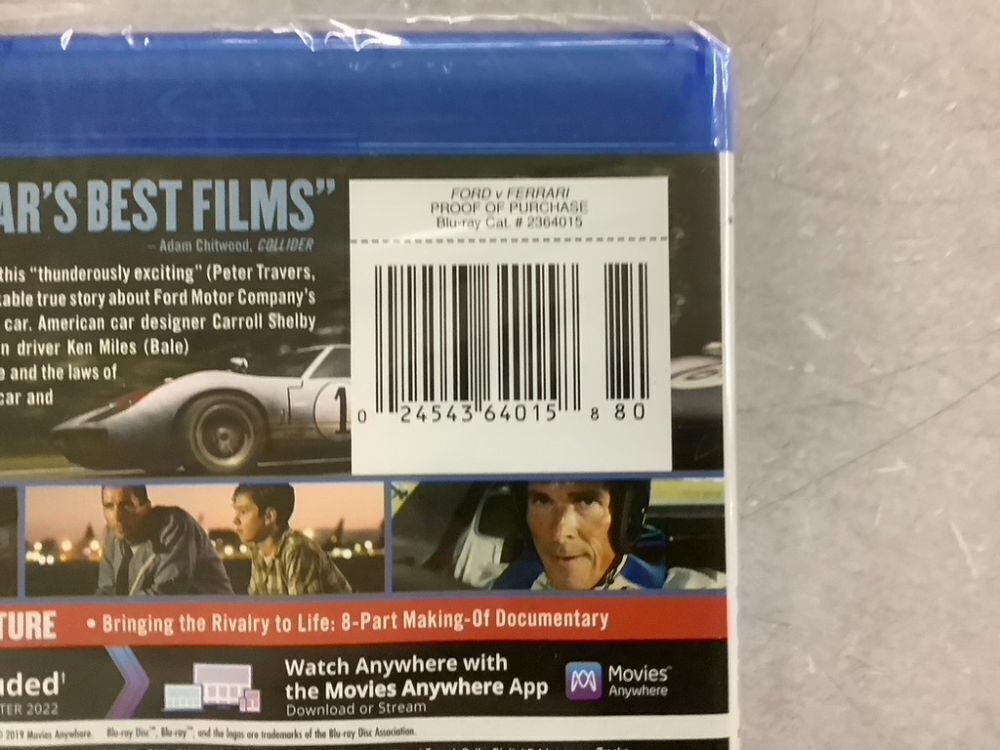 AR'S BEST FILMS"
– Adam Chitwood, COLLIDER
this "thunderously exciting" (Peter Travers,
able true story about Ford Motor Company's
car. American car designer Carroll Shelby
n driver Ken Miles (Bale)
e and the laws of
car and
FORD v FERRARI
PROOF OF PURCHASE
Blu-ray Cat. # 2364015
0 24543 64015 8 80
1
TURE • Bringing the Rivalry to Life: 8-Part Making-Of Documentary
uded†
TER 2022
Watch Anywhere with
the Movies Anywhere App
Download or Stream
Movies™
Anywhere
© 2019 Movies Anywhere. Blu-ray Disc™, Blu-ray™, and the logos are trademarks of the Blu-ray Disc Association.